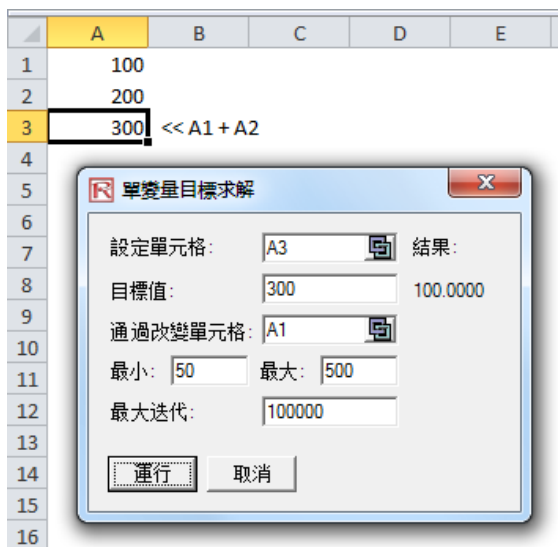 A B C D E
1 100
2 200
3 300 << A1 + A2
4
5 單變量目標求解
6
7 設定單元格: A3 結果:
8 目標值: 300 100.0000
9
10 通過改變單元格: A1
11 最小: 50 最大: 500
12 最大迭代: 100000
13
14 運行 取消
15
16